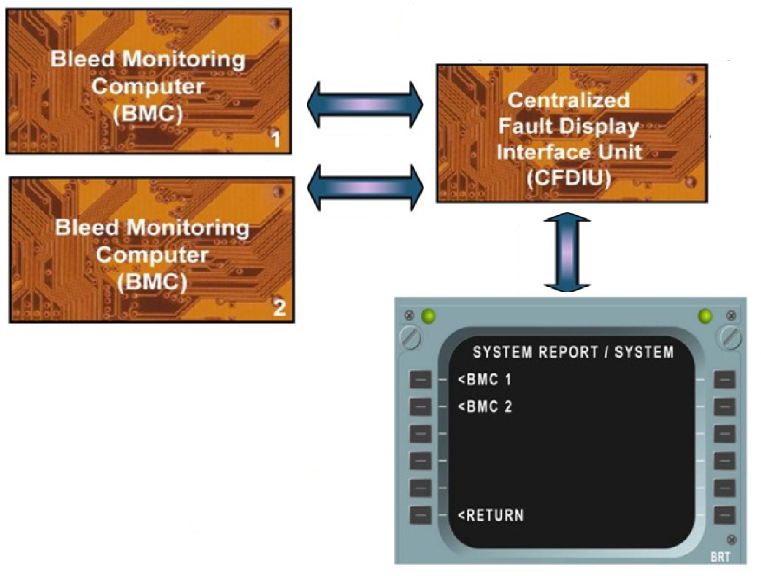 Bleed Monitoring
Computer
(BMC)
1
Centralized
Fault Display
Interface Unit
(CFDIU)
Bleed Monitoring
Computer
(BMC)
2
SYSTEM REPORT / SYSTEM
<BMC 1
<BMC 2
<RETURN
BRT